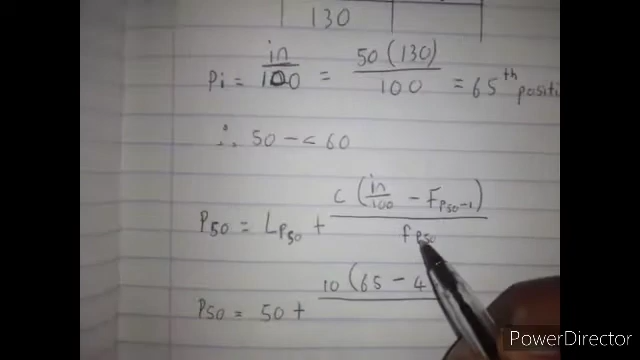 130
Pi = in/100 = 50(130)/100 = 65th positi
∴ 50 - < 60
P50 = LP50 + c(in/100 - FP50-1)/fP50
P50 = 50 + 10(65 - 4
PowerDirector